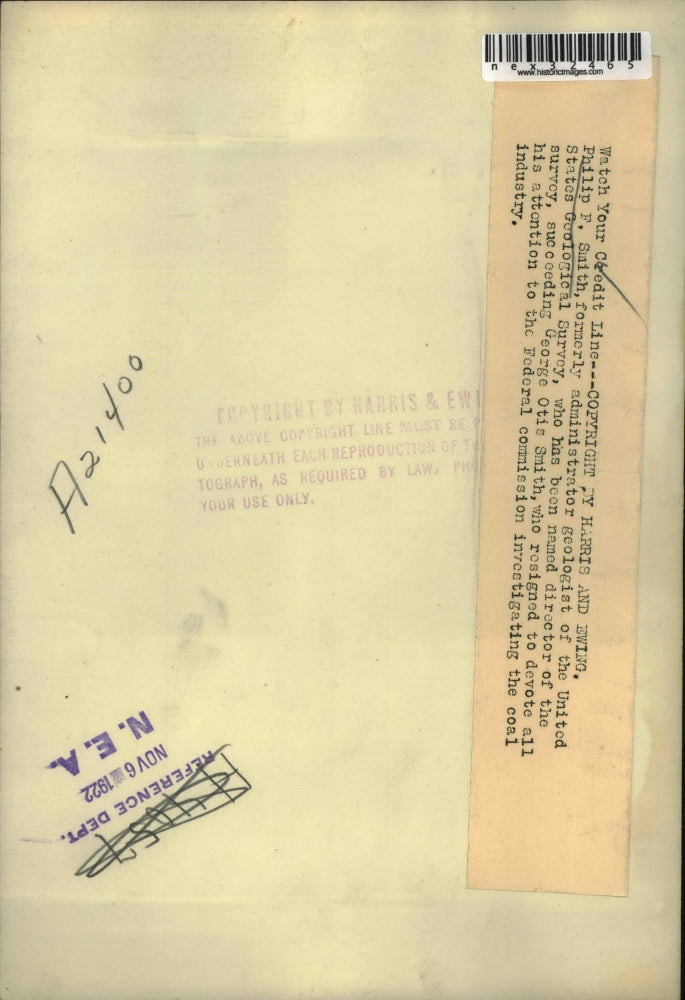 nex32465
www.historicimages.com
Watch Your Credit Line---COPYRIGHT BY HARRIS AND EWING.
Philip F. Smith, formerly administrator geologist of the United
States Geological Survey, who has been named director of the
survey, succeeding George Otis Smith, who resigned to devote all
his attention to the Federal commission investigating the coal
industry.
A21400
COPYRIGHT BY HARRIS & EWI
THE ABOVE COPYRIGHT LINE MUST BE P
UNDERNEATH EACH REPRODUCTION OF TH
TOGRAPH, AS REQUIRED BY LAW. PHO
YOUR USE ONLY.
REFERENCE DEPT.
NOV 6 1922
N. E. A.